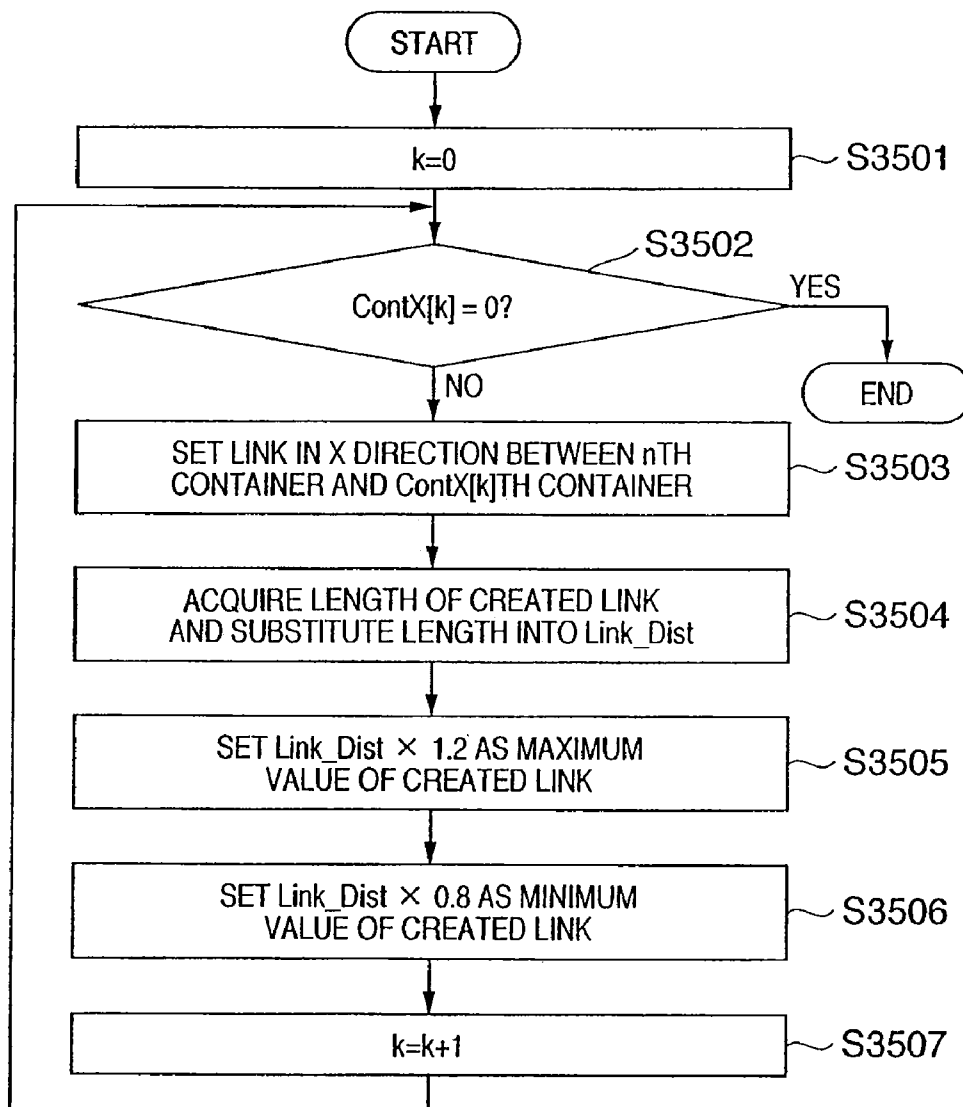 START
k=0
S3501
S3502
ContX[k] = 0?
YES
END
NO
SET LINK IN X DIRECTION BETWEEN nTH
CONTAINER AND ContX[k]TH CONTAINER
S3503
ACQUIRE LENGTH OF CREATED LINK
AND SUBSTITUTE LENGTH INTO Link_Dist
S3504
SET Link_Dist × 1.2 AS MAXIMUM
VALUE OF CREATED LINK
S3505
SET Link_Dist × 0.8 AS MINIMUM
VALUE OF CREATED LINK
S3506
k=k+1
S3507